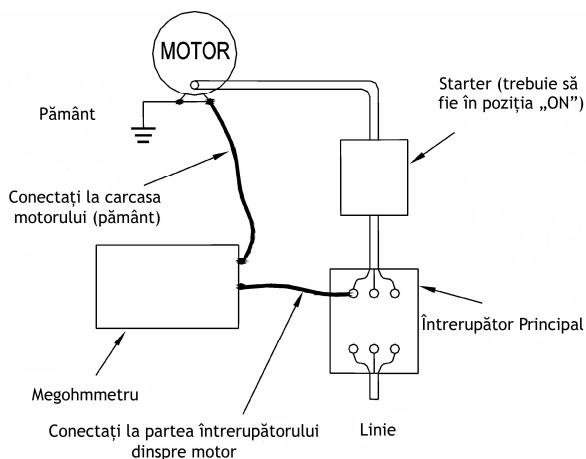 MOTOR
Starter (trebuie să
fie în poziția „ON”)
Pământ
Conectați la carcasa
motorului (pământ)
Întrerupător Principal
Megohmmetru
Conectați la partea întrerupătorului
dinspre motor
Linie